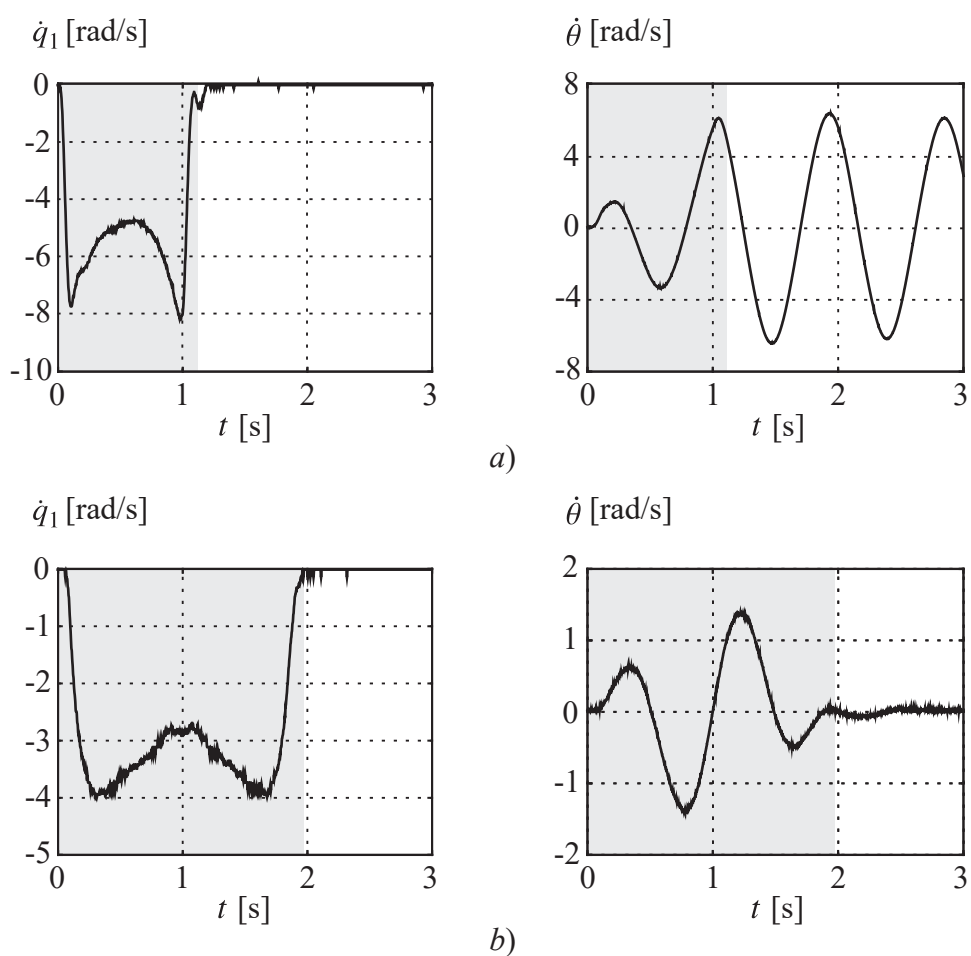 q̇₁ [rad/s]
θ̇ [rad/s]
0
-2
-4
-6
-8
-10
0 1 2 3
t [s]
8
4
0
-4
-8
0 1 2 3
t [s]
a)
q̇₁ [rad/s]
θ̇ [rad/s]
0
-1
-2
-3
-4
-5
0 1 2 3
t [s]
2
1
0
-1
-2
0 1 2 3
t [s]
b)